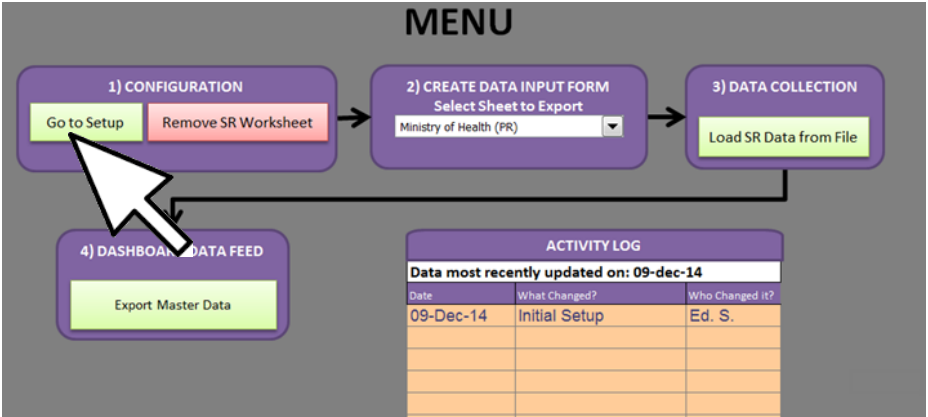 MENU
1) CONFIGURATION
Go to Setup
Remove SR Worksheet
2) CREATE DATA INPUT FORM
Select Sheet to Export
Ministry of Health (PR)
3) DATA COLLECTION
Load SR Data from File
4) DASHBOA DATA FEED
Export Master Data
ACTIVITY LOG
Data most recently updated on: 09-dec-14
Date What Changed? Who Changed it?
09-Dec-14 Initial Setup Ed. S.